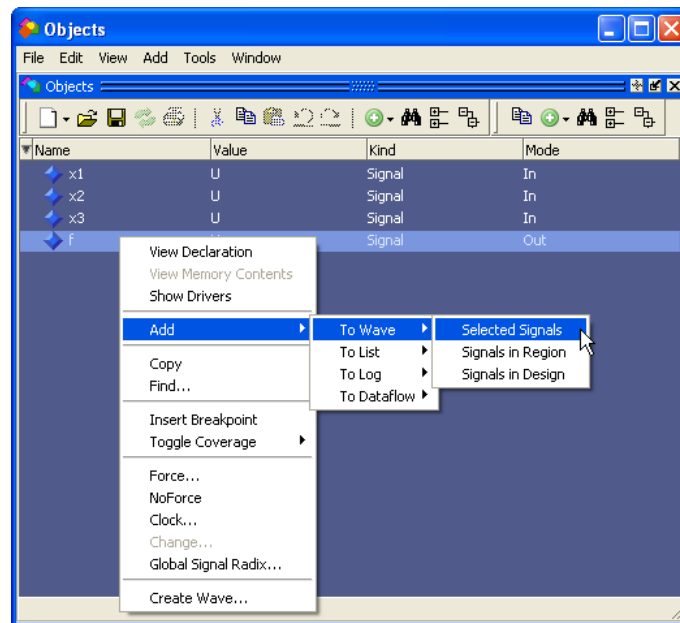 Objects
File Edit View Add Tools Window
Objects
Name Value Kind Mode
x1 U Signal In
x2 U Signal In
x3 U Signal In
f Signal Out
View Declaration
View Memory Contents
Show Drivers
Add To Wave Selected Signals
To List Signals in Region
To Log Signals in Design
To Dataflow
Copy
Find...
Insert Breakpoint
Toggle Coverage
Force...
NoForce
Clock...
Change...
Global Signal Radix...
Create Wave...